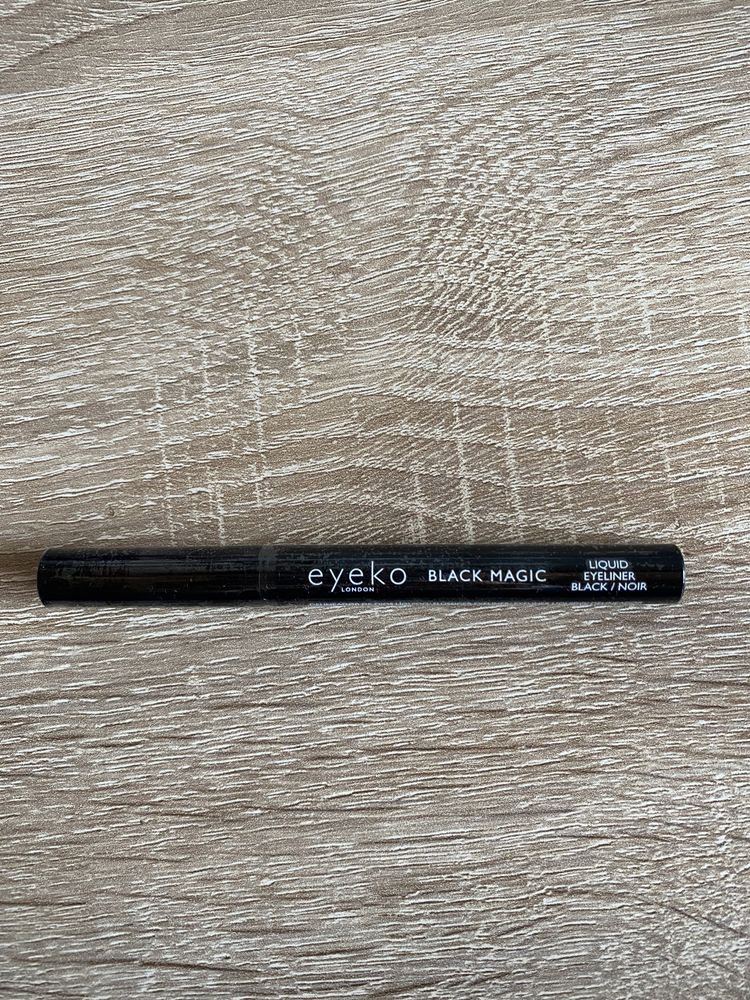 eyeko
LONDON
BLACK MAGIC
LIQUID
EYELINER
BLACK / NOIR